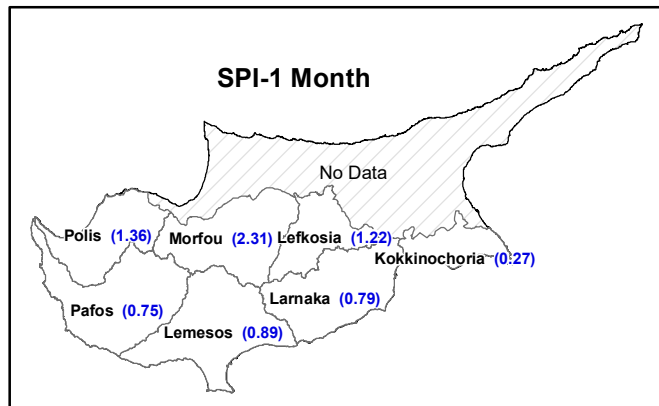 SPI-1 Month
No Data
Polis (1.36)
Morfou (2.31)
Lefkosia (1.22)
Kokkinochoria (0.27)
Pafos (0.75)
Larnaka (0.79)
Lemesos (0.89)